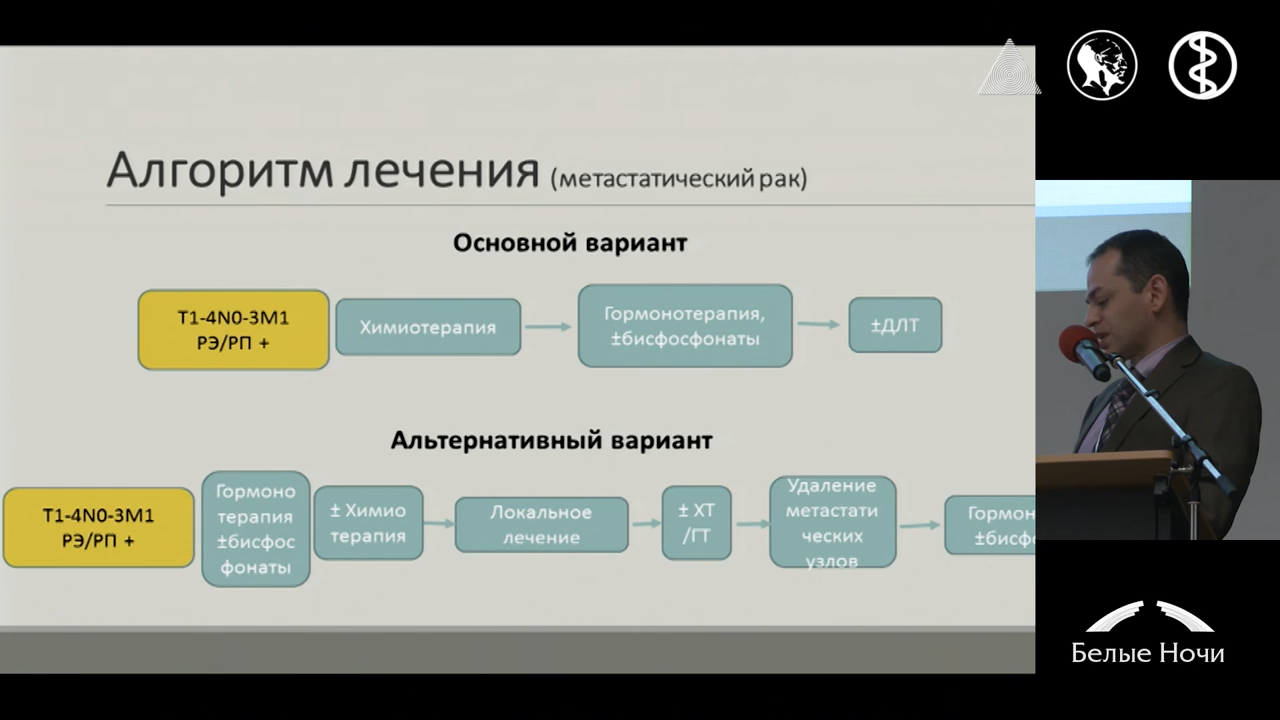 Алгоритм лечения (метастатический рак)
Основной вариант
T1-4N0-3M1
РЭ/РП +
Химиотерапия
Гормонотерапия,
±бисфосфонаты
±ДЛТ
Альтернативный вариант
T1-4N0-3M1
РЭ/РП +
Гормоно
терапия
±бисфос
фонаты
± Химио
терапия
Локальное
лечение
± ХТ
/ГТ
Удаление
метастати
ческих
узлов
Гормон
±бисф
Белые Ночи